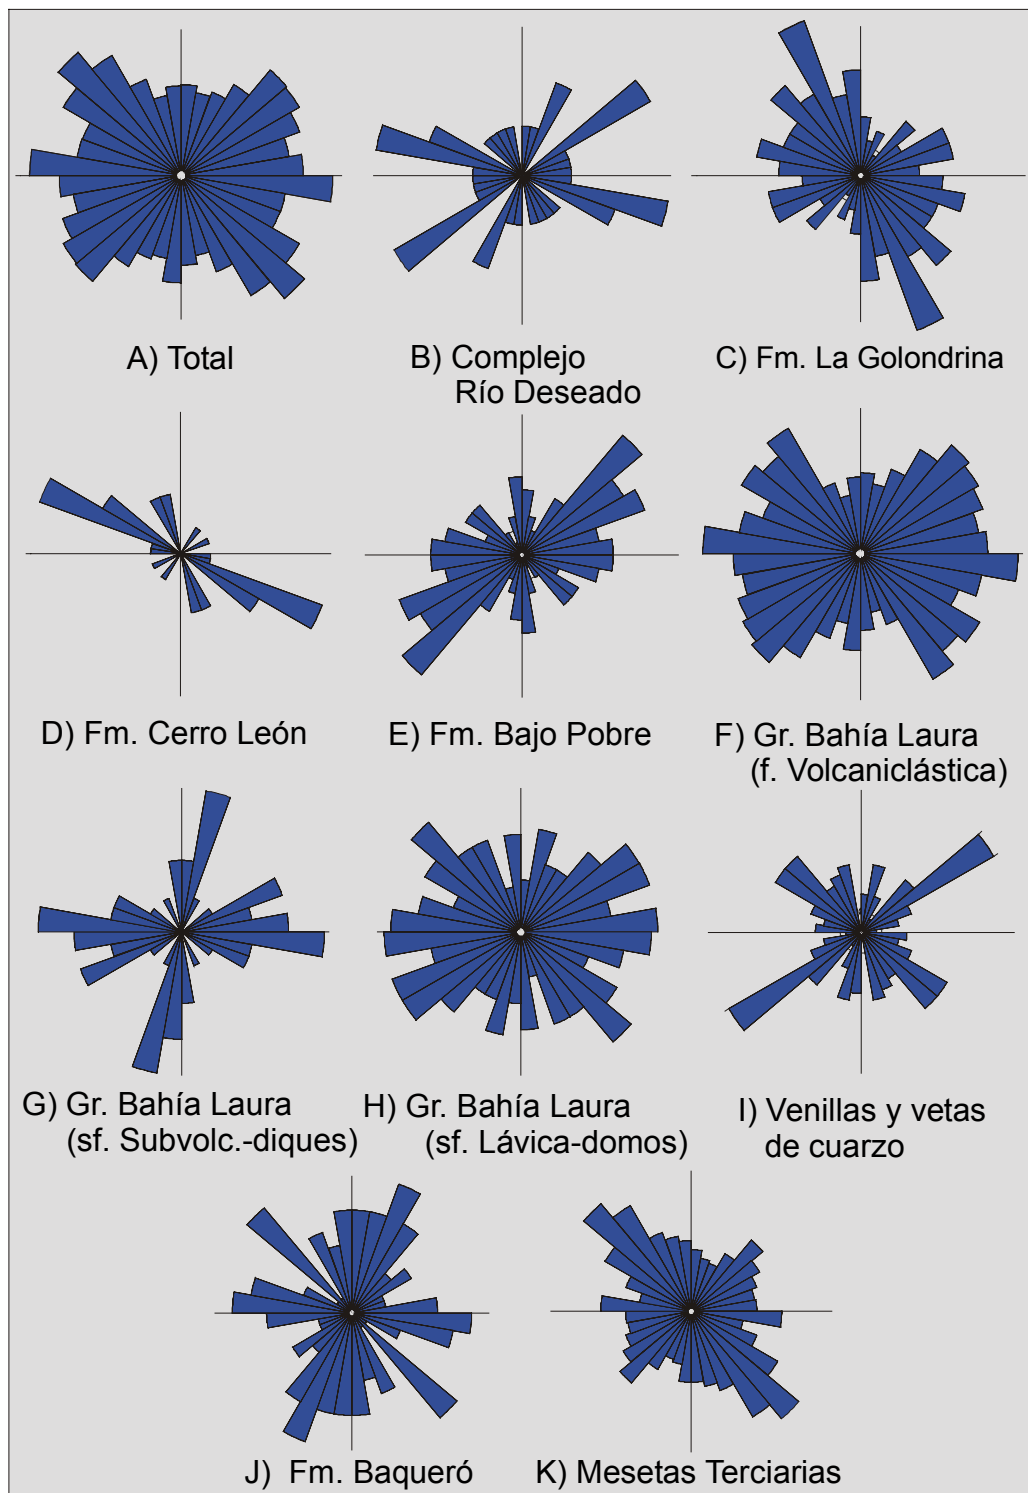 A) Total
B) Complejo
Río Deseado
C) Fm. La Golondrina
D) Fm. Cerro León
E) Fm. Bajo Pobre
F) Gr. Bahía Laura
(f. Volcaniclástica)
G) Gr. Bahía Laura
(sf. Subvolc.-diques)
H) Gr. Bahía Laura
(sf. Lávica-domos)
I) Venillas y vetas
de cuarzo
J) Fm. Baqueró
K) Mesetas Terciarias